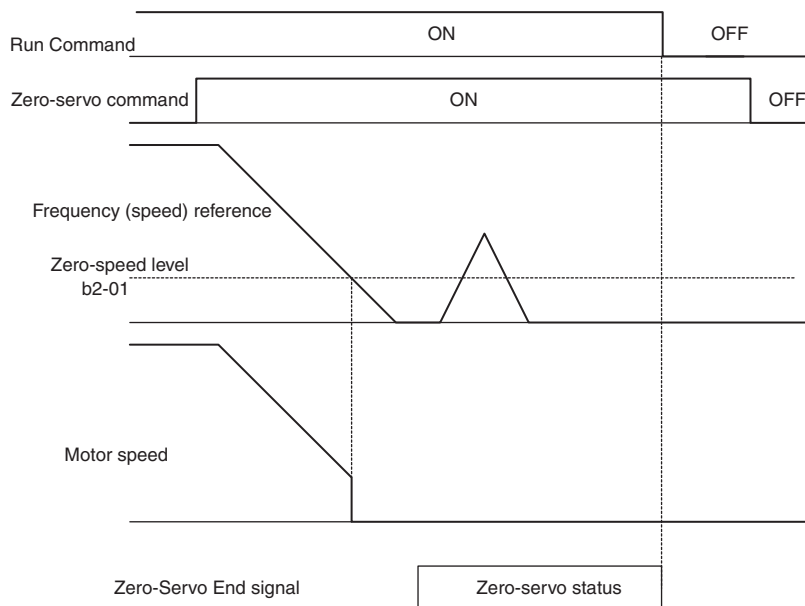 Run Command
ON
OFF
Zero-servo command
ON
OFF
Frequency (speed) reference
Zero-speed level
b2-01
Motor speed
Zero-Servo End signal
Zero-servo status